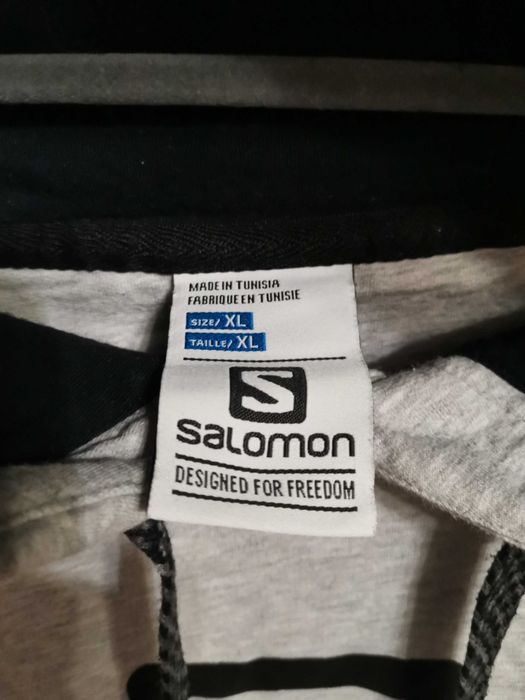 MADE IN TUNISIA
FABRIQUE EN TUNISIE
SIZE/ XL
TAILLE/ XL
S
SALOMON
DESIGNED FOR FREEDOM